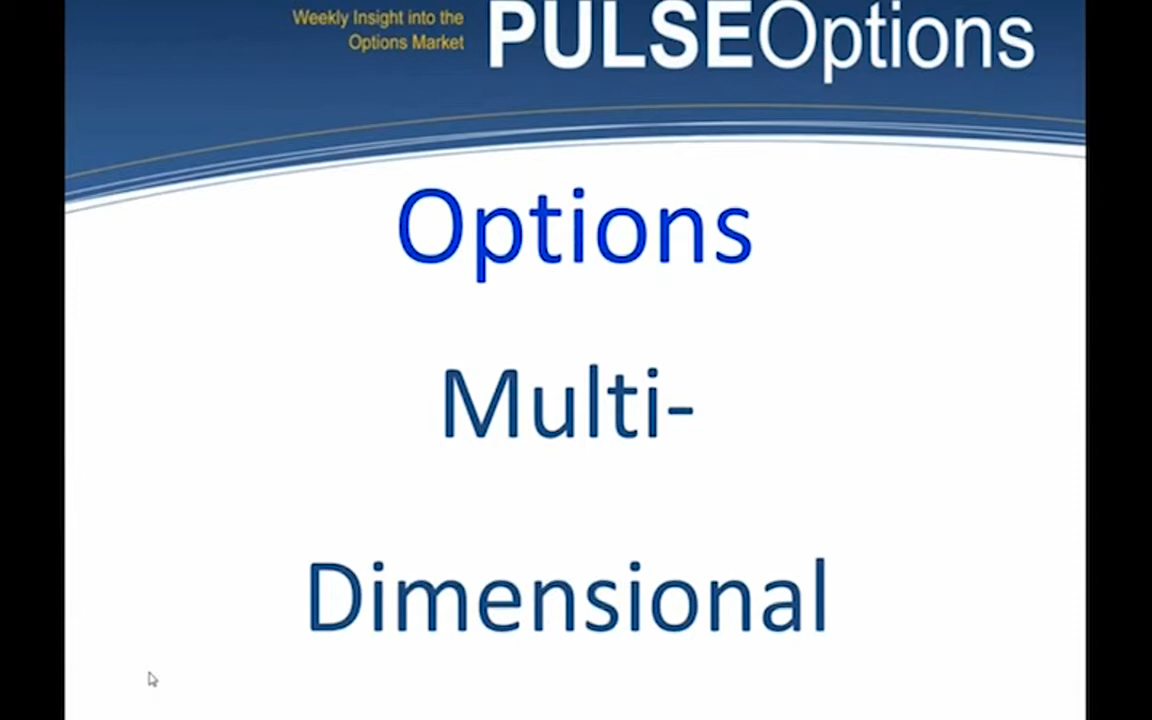 Weekly Insight into the
Options Market
PULSEOptions
Options
Multi-
Dimensional